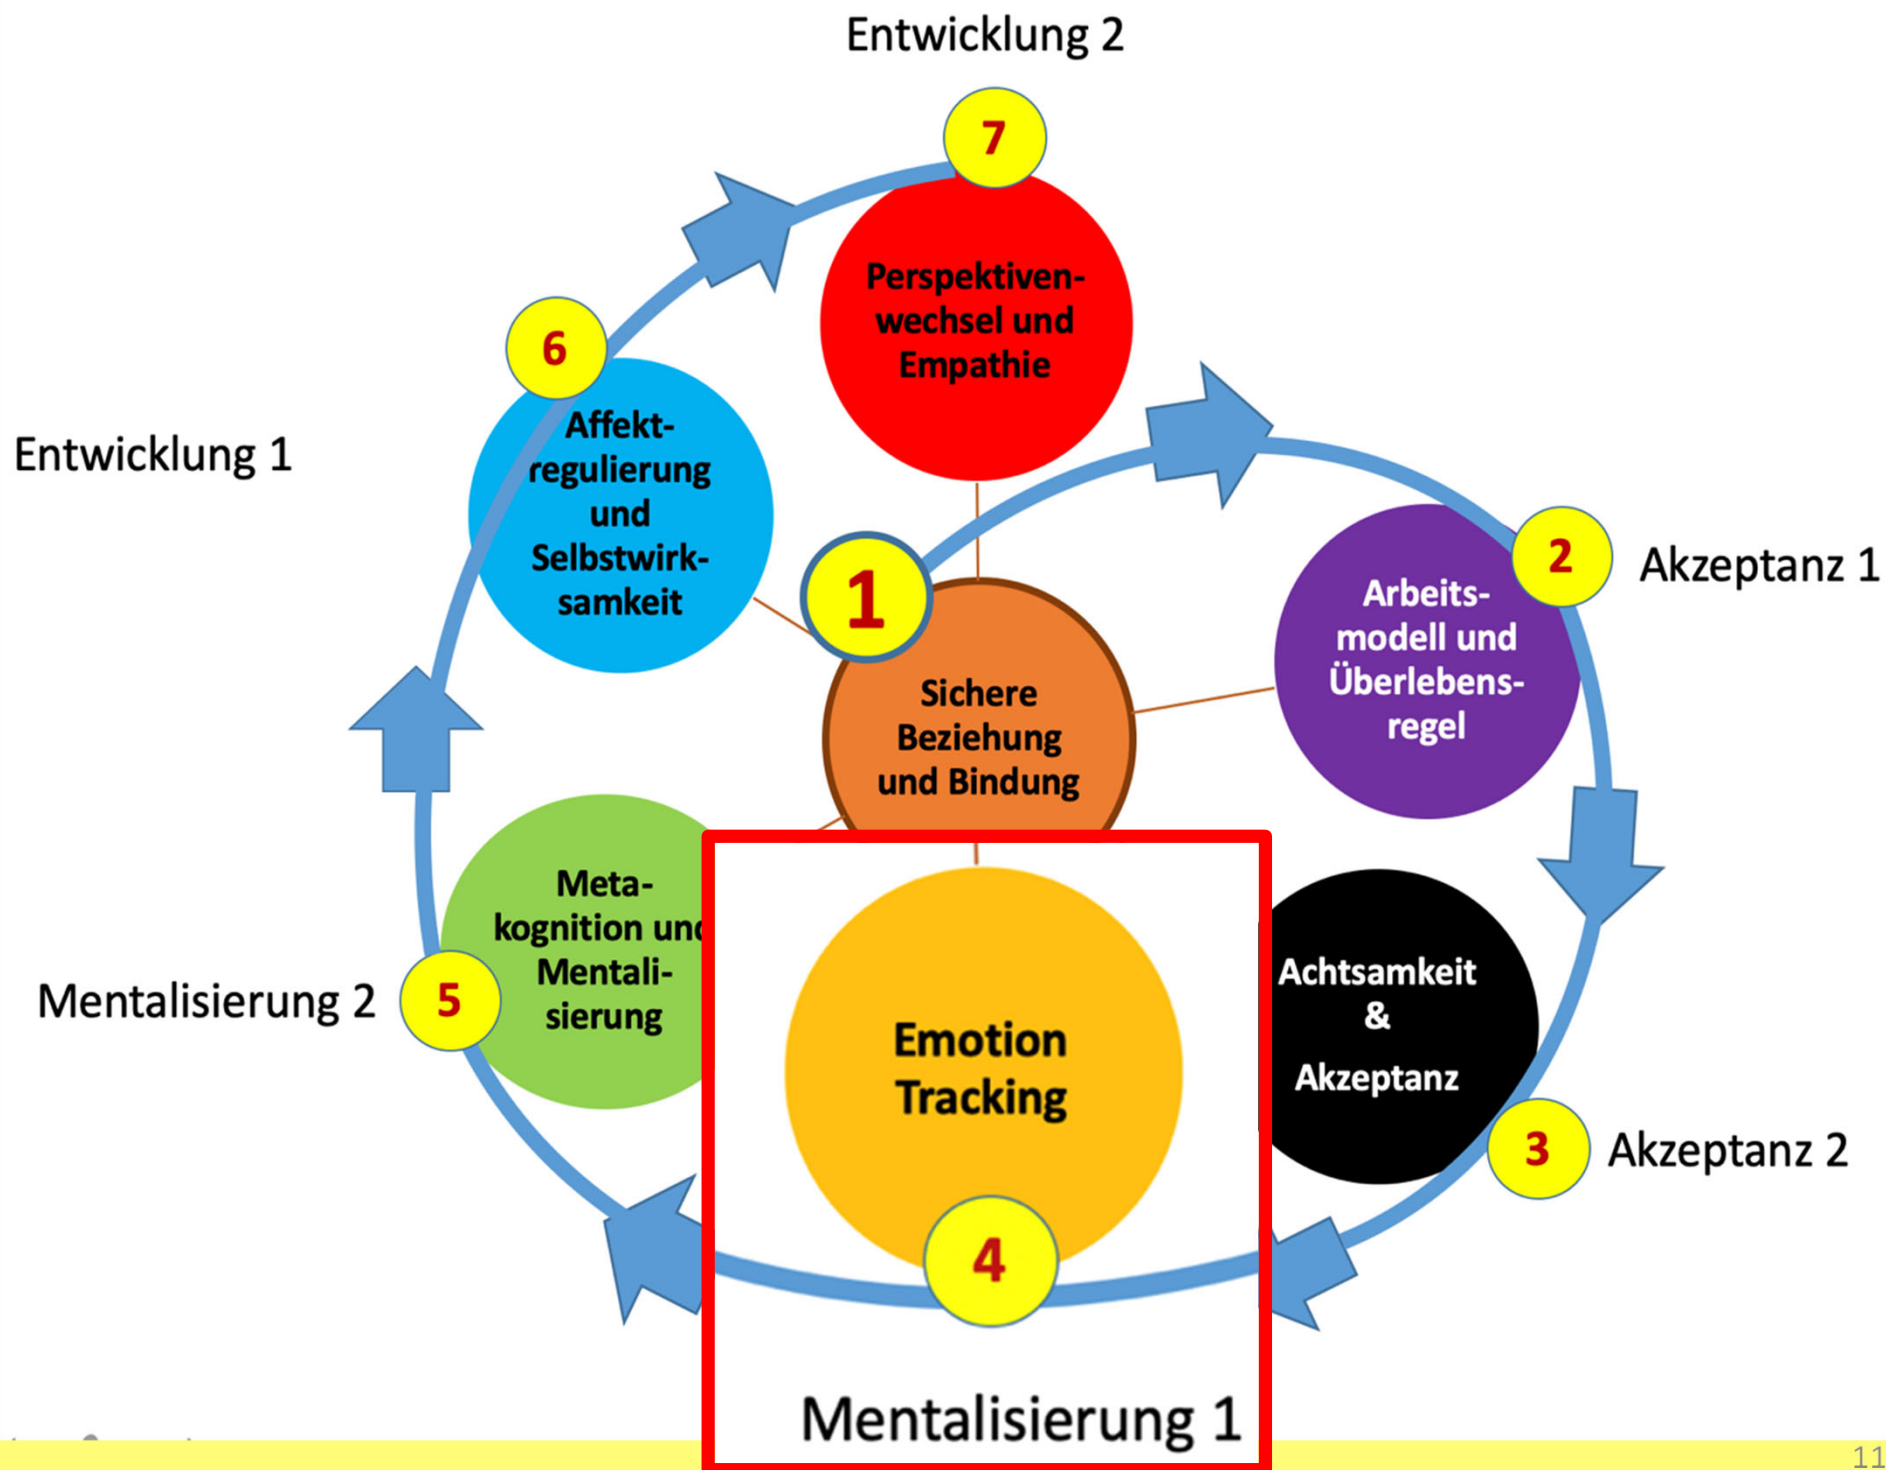 Entwicklung 2
7
Perspektiven-
wechsel und
Empathie
6
Affekt-
regulierung
und
Selbstwirk-
samkeit
Entwicklung 1
1
Sichere
Beziehung
und Bindung
2
Akzeptanz 1
Arbeits-
modell und
Überlebens-
regel
Achtsamkeit
&
Akzeptanz
3
Akzeptanz 2
Emotion
Tracking
4
Mentalisierung 1
Meta-
kognition und
Mentali-
sierung
5
Mentalisierung 2
11